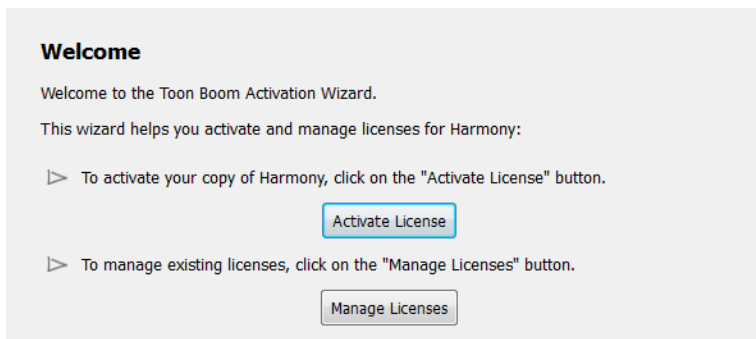 Welcome
Welcome to the Toon Boom Activation Wizard.
This wizard helps you activate and manage licenses for Harmony:
To activate your copy of Harmony, click on the "Activate License" button.
Activate License
To manage existing licenses, click on the "Manage Licenses" button.
Manage Licenses